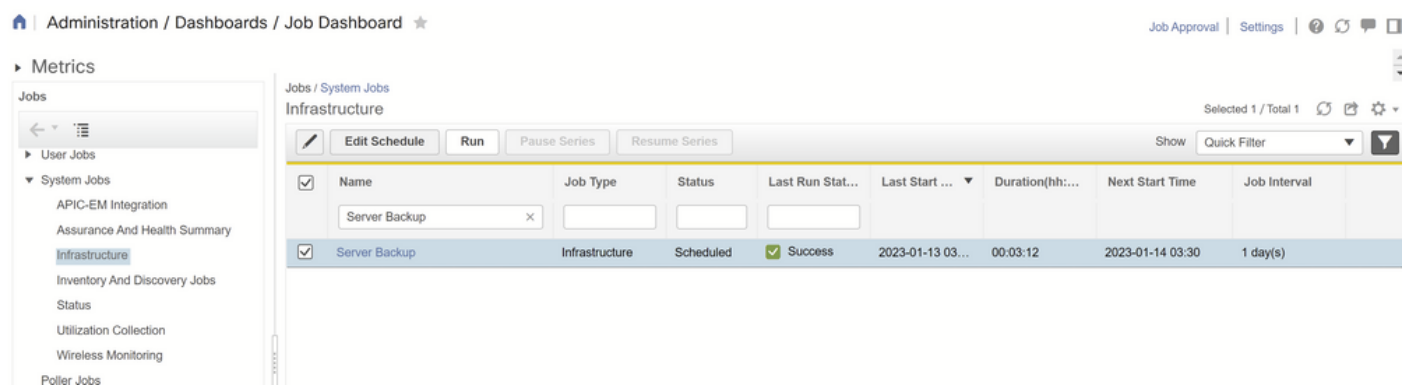 Administration / Dashboards / Job Dashboard
Job Approval | Settings |
Metrics
Jobs
User Jobs
System Jobs
APIC-EM Integration
Assurance And Health Summary
Infrastructure
Inventory And Discovery Jobs
Status
Utilization Collection
Wireless Monitoring
Poller Jobs
Jobs / System Jobs
Infrastructure
Selected 1 / Total 1
Edit Schedule Run Pause Series Resume Series Show Quick Filter
Name Job Type Status Last Run Stat... Last Start ... Duration(hh:... Next Start Time Job Interval
Server Backup
Server Backup Infrastructure Scheduled Success 2023-01-13 03... 00:03:12 2023-01-14 03:30 1 day(s)